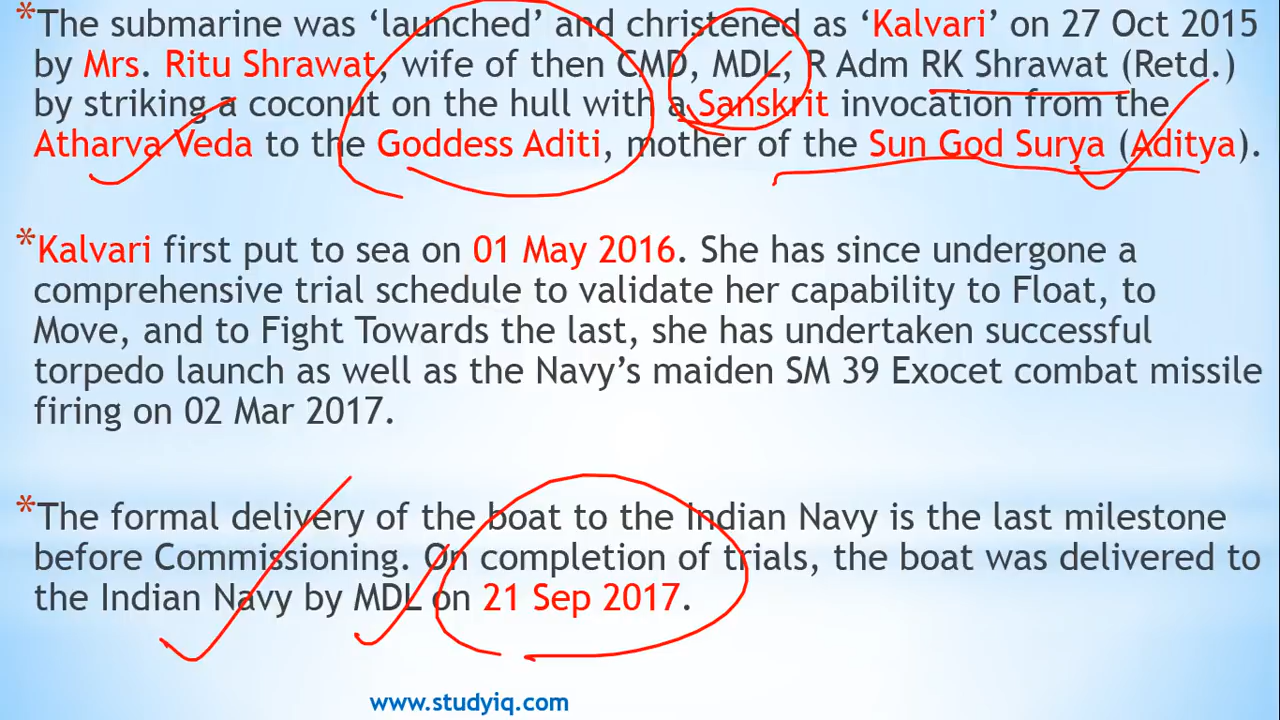 *The submarine was ‘launched’ and christened as ‘Kalvari’ on 27 Oct 2015
by Mrs. Ritu Shrawat, wife of then CMD, MDL, R Adm RK Shrawat (Retd.)
by striking a coconut on the hull with a Sanskrit invocation from the
Atharva Veda to the Goddess Aditi, mother of the Sun God Surya (Aditya).
*Kalvari first put to sea on 01 May 2016. She has since undergone a
comprehensive trial schedule to validate her capability to Float, to
Move, and to Fight Towards the last, she has undertaken successful
torpedo launch as well as the Navy’s maiden SM 39 Exocet combat missile
firing on 02 Mar 2017.
*The formal delivery of the boat to the Indian Navy is the last milestone
before Commissioning. On completion of trials, the boat was delivered to
the Indian Navy by MDL on 21 Sep 2017.
www.studyiq.com